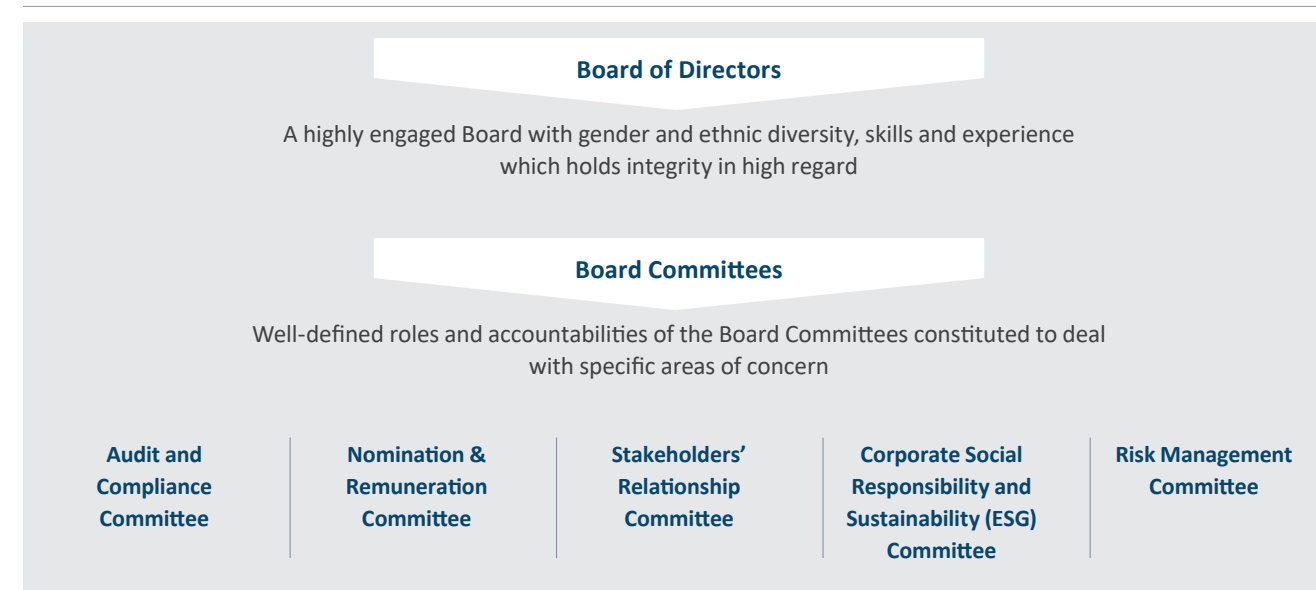 Board of Directors
A highly engaged Board with gender and ethnic diversity, skills and experience
which holds integrity in high regard
Board Committees
Well-defined roles and accountabilities of the Board Committees constituted to deal
with specific areas of concern
Audit and
Compliance
Committee
Nomination &
Remuneration
Committee
Stakeholders’
Relationship
Committee
Corporate Social
Responsibility and
Sustainability (ESG)
Committee
Risk Management
Committee